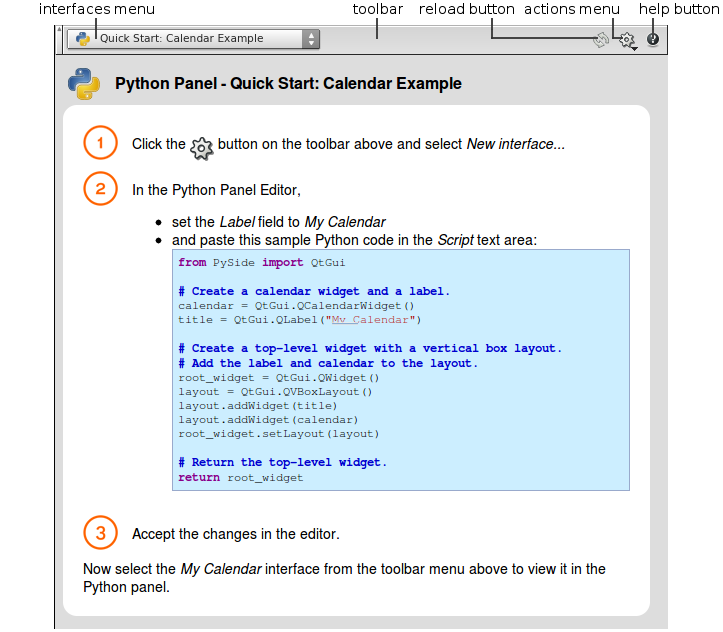 interfaces menu toolbar reload button actions menu help button
Quick Start: Calendar Example
Python Panel - Quick Start: Calendar Example
1 Click the button on the toolbar above and select New interface...
2 In the Python Panel Editor,
• set the Label field to My Calendar
• and paste this sample Python code in the Script text area:
from PySide import QtGui
# Create a calendar widget and a label.
calendar = QtGui.QCalendarWidget()
title = QtGui.QLabel("My Calendar")
# Create a top-level widget with a vertical box layout.
# Add the label and calendar to the layout.
root_widget = QtGui.QWidget()
layout = QtGui.QVBoxLayout()
layout.addWidget(title)
layout.addWidget(calendar)
root_widget.setLayout(layout)
# Return the top-level widget.
return root_widget
3 Accept the changes in the editor.
Now select the My Calendar interface from the toolbar menu above to view it in the
Python panel.